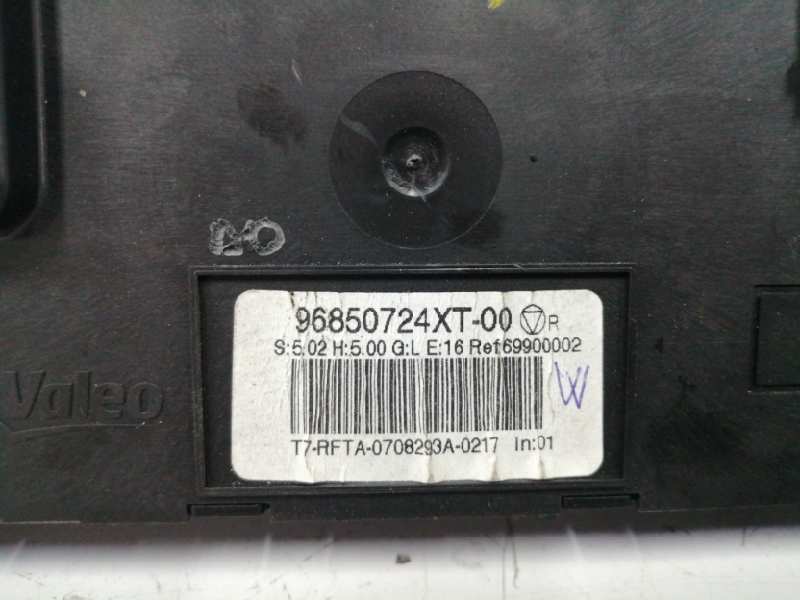 96850724XT-00 R
S:5.02 H:5.00 G:L E:16 Ref69900002
W
Valeo
T7-RFTA-0708293A-0217 In:01